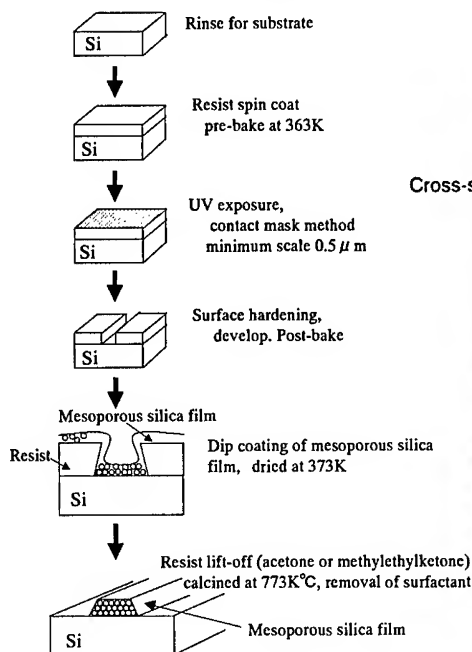 Si
Rinse for substrate
Si
Resist spin coat
pre-bake at 363K
Cross-s
Si
UV exposure,
contact mask method
minimum scale 0.5 μ m
Si
Surface hardening,
develop. Post-bake
Mesoporous silica film
Resist
Si
Dip coating of mesoporous silica
film, dried at 373K
Resist lift-off (acetone or methylethylketone)
calcined at 773K°C, removal of surfactant
Si
Mesoporous silica film